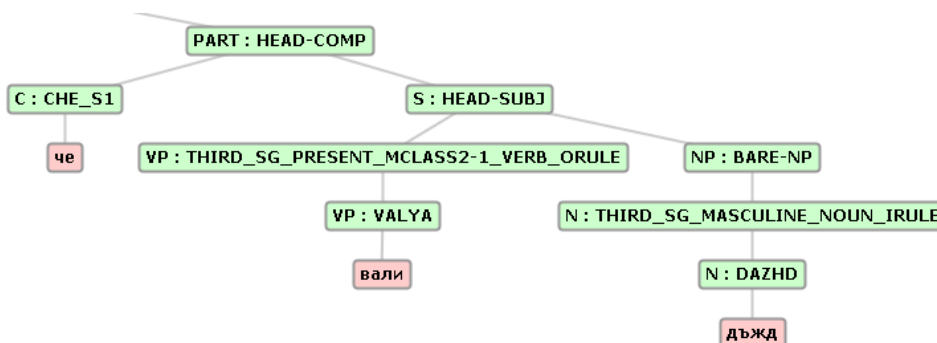 PART : HEAD-COMP
C : CHE_S1 S : HEAD-SUBJ
че VP : THIRD_SG_PRESENT_MCLASS2-1_VERB_ORULE NP : BARE-NP
VP : VALYA N : THIRD_SG_MASCULINE_NOUN_IRULE
вали N : DAZHD
дъжд